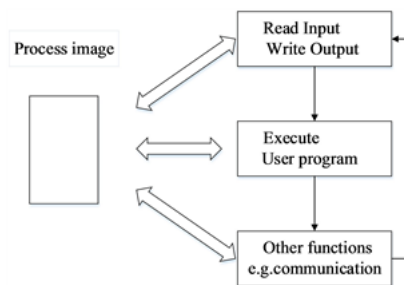 Process image
Read Input
Write Output
Execute
User program
Other functions
e.g.communication